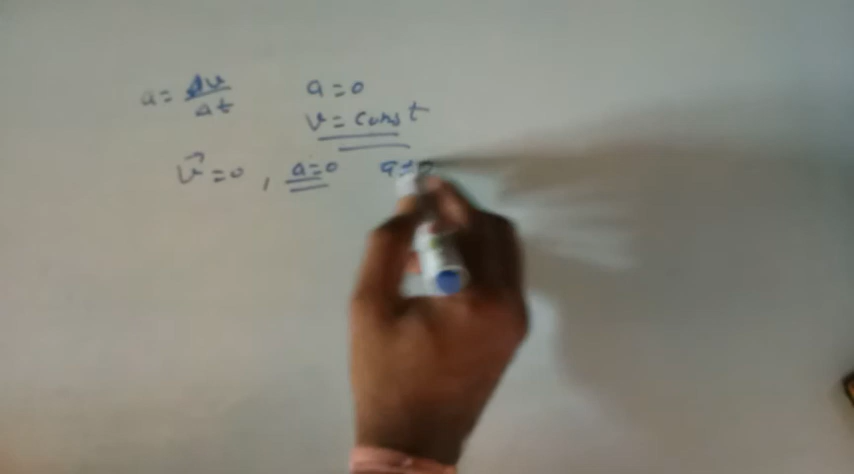 a = Δv/Δt a = 0
v = const
v⃗ = 0 , a = 0